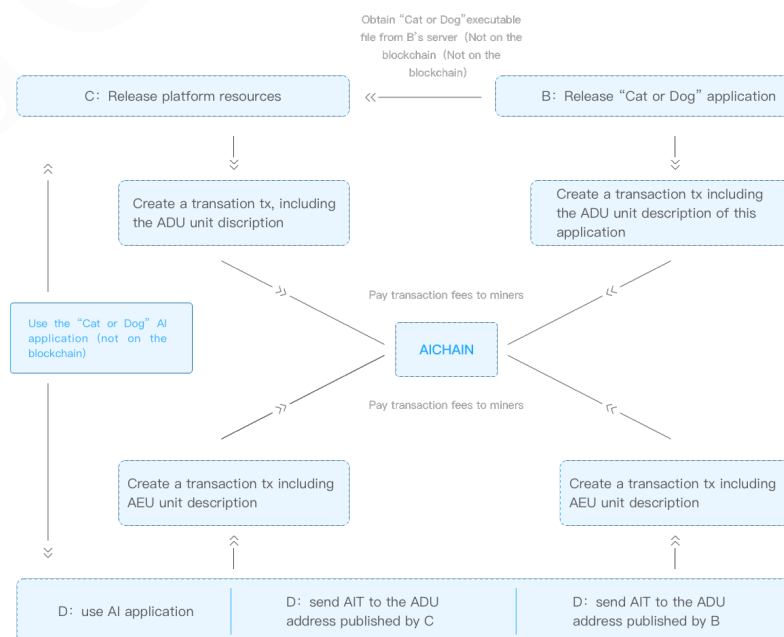 Obtain “Cat or Dog”executable
file from B's server (Not on the
blockchain (Not on the
blockchain)
C: Release platform resources
B: Release “Cat or Dog” application
Create a transation tx, including
the ADU unit discription
Create a transaction tx including
the ADU unit description of this
application
Pay transaction fees to miners
Use the “Cat or Dog” AI
application (not on the
blockchain)
AICHAIN
Pay transaction fees to miners
Create a transaction tx including
AEU unit description
Create a transaction tx including
AEU unit description
D: use AI application
D: send AIT to the ADU
address published by C
D: send AIT to the ADU
address published by B